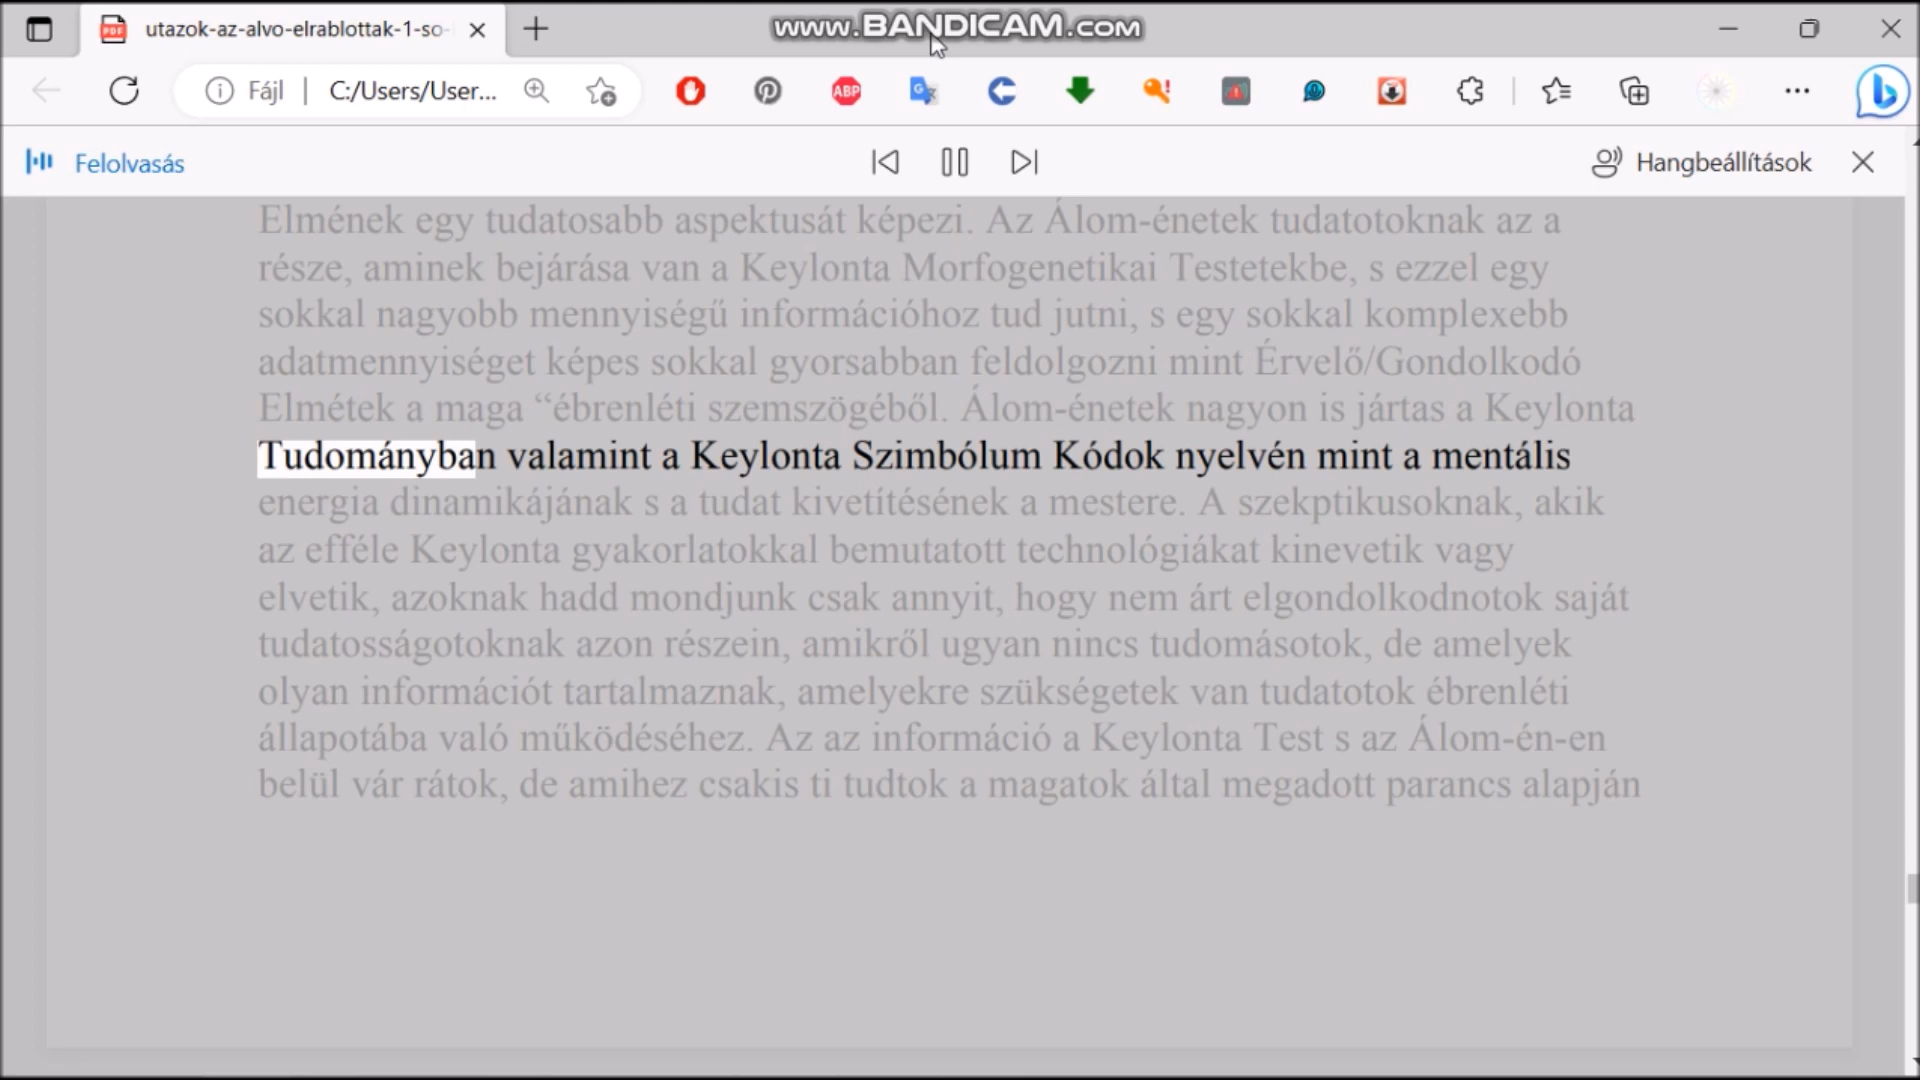 utazok-az-alvo-elrablottak-1-so-
www.BANDICAM.com
Fájl
C:/Users/User...
ABP
Felolvasás
Hangbeállítások
Elmének egy tudatosabb aspektusát képezi. Az Álom-énetek tudatotoknak az a
része, aminek bejárása van a Keylonta Morfogenetikai Testetekbe, s ezzel egy
sokkal nagyobb mennyiségű információhoz tud jutni, s egy sokkal komplexebb
adatmennyiséget képes sokkal gyorsabban feldolgozni mint Érvelő/Gondolkodó
Elmétek a maga “ébrenléti szemszögéből. Álom-énetek nagyon is jártas a Keylonta
Tudományban valamint a Keylonta Szimbólum Kódok nyelvén mint a mentális
energia dinamikájának s a tudat kivetítésének a mestere. A szekptikusoknak, akik
az efféle Keylonta gyakorlatokkal bemutatott technológiákat kinevetik vagy
elvetik, azoknak hadd mondjunk csak annyit, hogy nem árt elgondolkodnotok saját
tudatosságotoknak azon részein, amikről ugyan nincs tudomásotok, de amelyek
olyan információt tartalmaznak, amelyekre szükségetek van tudatotok ébrenléti
állapotába való működéséhez. Az az információ a Keylonta Test s az Álom-én-en
belül vár rátok, de amihez csakis ti tudtok a magatok által megadott parancs alapján